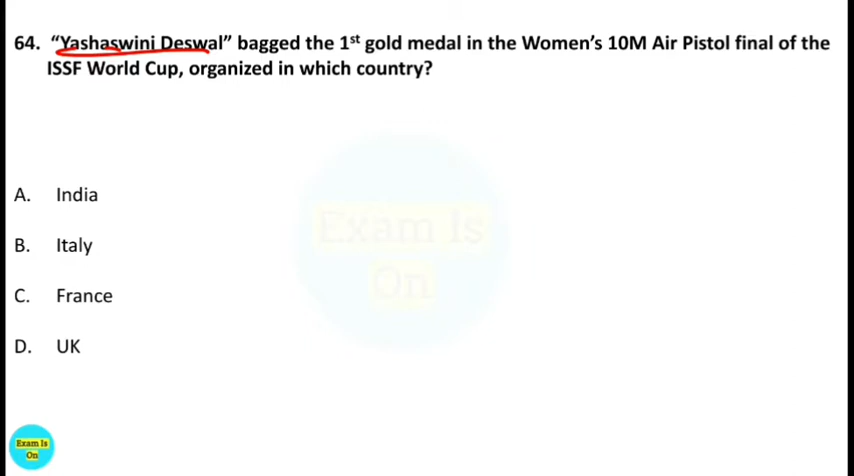 64. “Yashaswini Deswal” bagged the 1st gold medal in the Women’s 10M Air Pistol final of the
ISSF World Cup, organized in which country?
Exam Is
On
A. India
B. Italy
C. France
D. UK
Exam Is
On